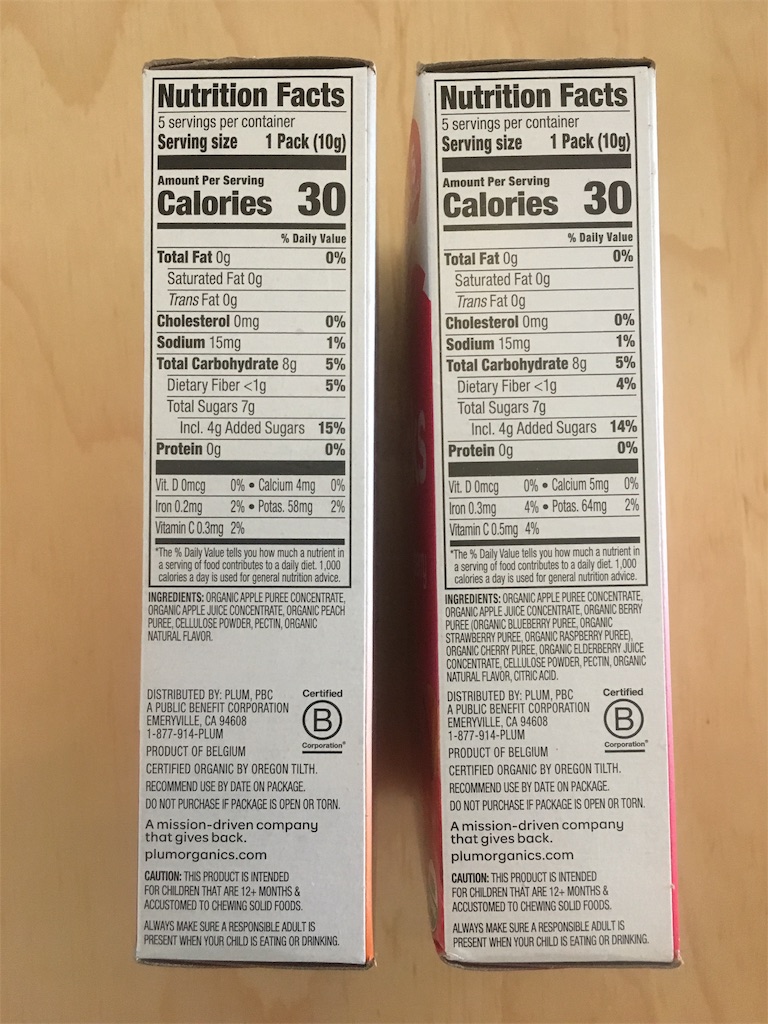 Nutrition Facts
5 servings per container
Serving size 1 Pack (10g)
Amount Per Serving
Calories 30
% Daily Value
Total Fat 0g 0%
Saturated Fat 0g
Trans Fat 0g
Cholesterol 0mg 0%
Sodium 15mg 1%
Total Carbohydrate 8g 5%
Dietary Fiber <1g 5%
Total Sugars 7g
Incl. 4g Added Sugars 15%
Protein 0g 0%
Vit. D 0mcg 0% • Calcium 4mg 0%
Iron 0.2mg 2% • Potas. 58mg 2%
Vitamin C 0.3mg 2%
*The % Daily Value tells you how much a nutrient in
a serving of food contributes to a daily diet. 1,000
calories a day is used for general nutrition advice.
INGREDIENTS: ORGANIC APPLE PUREE CONCENTRATE,
ORGANIC APPLE JUICE CONCENTRATE, ORGANIC PEACH
PUREE, CELLULOSE POWDER, PECTIN, ORGANIC
NATURAL FLAVOR.
DISTRIBUTED BY: PLUM, PBC
A PUBLIC BENEFIT CORPORATION
EMERYVILLE, CA 94608
1-877-914-PLUM
PRODUCT OF BELGIUM
Certified
B
Corporation®
CERTIFIED ORGANIC BY OREGON TILTH.
RECOMMEND USE BY DATE ON PACKAGE.
DO NOT PURCHASE IF PACKAGE IS OPEN OR TORN.
A mission-driven company
that gives back.
plumorganics.com
CAUTION: THIS PRODUCT IS INTENDED
FOR CHILDREN THAT ARE 12+ MONTHS &
ACCUSTOMED TO CHEWING SOLID FOODS.
ALWAYS MAKE SURE A RESPONSIBLE ADULT IS
PRESENT WHEN YOUR CHILD IS EATING OR DRINKING.
Nutrition Facts
5 servings per container
Serving size 1 Pack (10g)
Amount Per Serving
Calories 30
% Daily Value
Total Fat 0g 0%
Saturated Fat 0g
Trans Fat 0g
Cholesterol 0mg 0%
Sodium 15mg 1%
Total Carbohydrate 8g 5%
Dietary Fiber <1g 4%
Total Sugars 7g
Incl. 4g Added Sugars 14%
Protein 0g 0%
Vit. D 0mcg 0% • Calcium 5mg 0%
Iron 0.3mg 4% • Potas. 64mg 2%
Vitamin C 0.5mg 4%
*The % Daily Value tells you how much a nutrient in
a serving of food contributes to a daily diet. 1,000
calories a day is used for general nutrition advice.
INGREDIENTS: ORGANIC APPLE PUREE CONCENTRATE,
ORGANIC APPLE JUICE CONCENTRATE, ORGANIC BERRY
PUREE (ORGANIC BLUEBERRY PUREE, ORGANIC
STRAWBERRY PUREE, ORGANIC RASPBERRY PUREE),
ORGANIC CHERRY PUREE, ORGANIC ELDERBERRY JUICE
CONCENTRATE, CELLULOSE POWDER, PECTIN, ORGANIC
NATURAL FLAVOR, CITRIC ACID.
DISTRIBUTED BY: PLUM, PBC
A PUBLIC BENEFIT CORPORATION
EMERYVILLE, CA 94608
1-877-914-PLUM
PRODUCT OF BELGIUM
Certified
B
Corporation®
CERTIFIED ORGANIC BY OREGON TILTH.
RECOMMEND USE BY DATE ON PACKAGE.
DO NOT PURCHASE IF PACKAGE IS OPEN OR TORN.
A mission-driven company
that gives back.
plumorganics.com
CAUTION: THIS PRODUCT IS INTENDED
FOR CHILDREN THAT ARE 12+ MONTHS &
ACCUSTOMED TO CHEWING SOLID FOODS.
ALWAYS MAKE SURE A RESPONSIBLE ADULT IS
PRESENT WHEN YOUR CHILD IS EATING OR DRINKING.